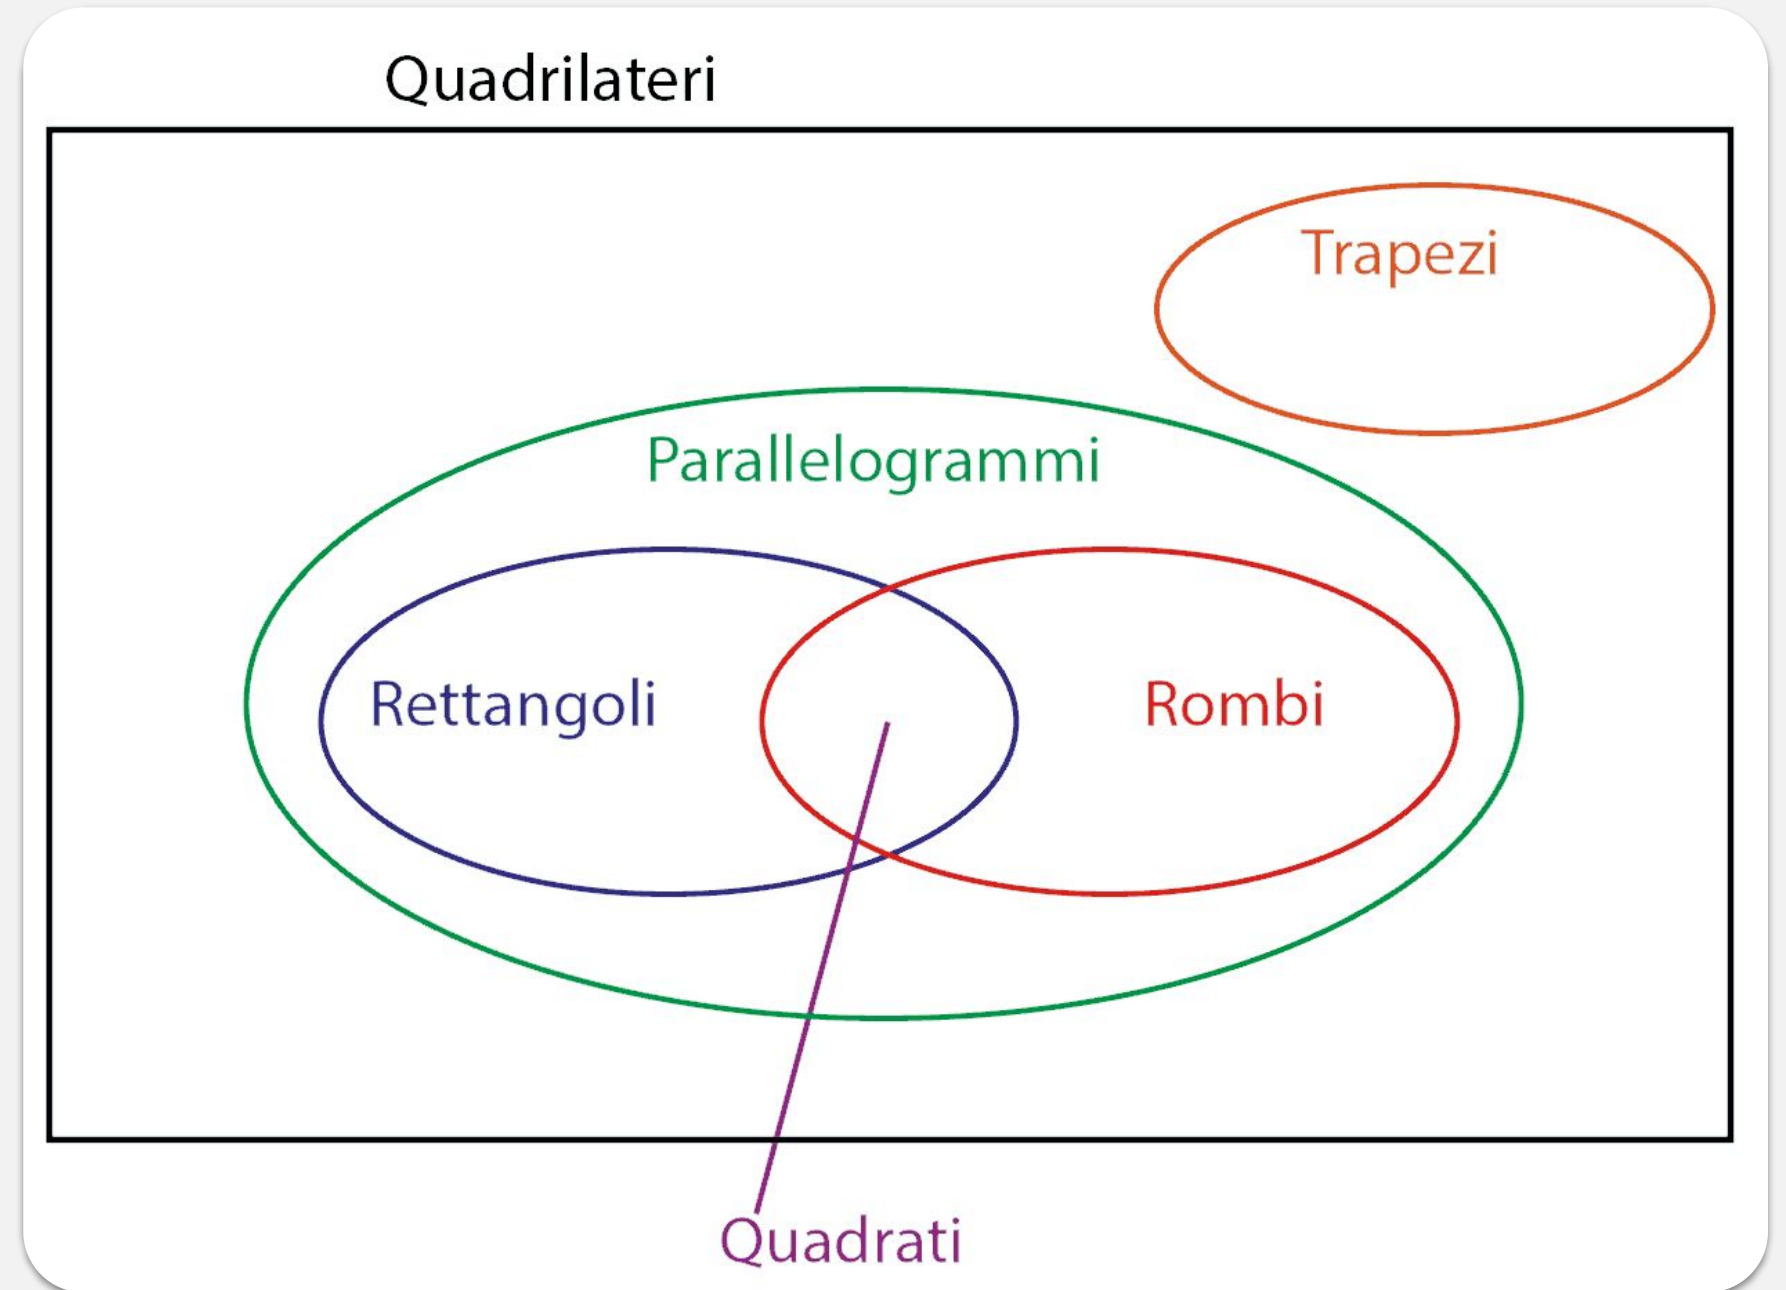 Quadrilateri
Trapezi
Parallelogrammi
Rettangoli
Rombi
Quadrati